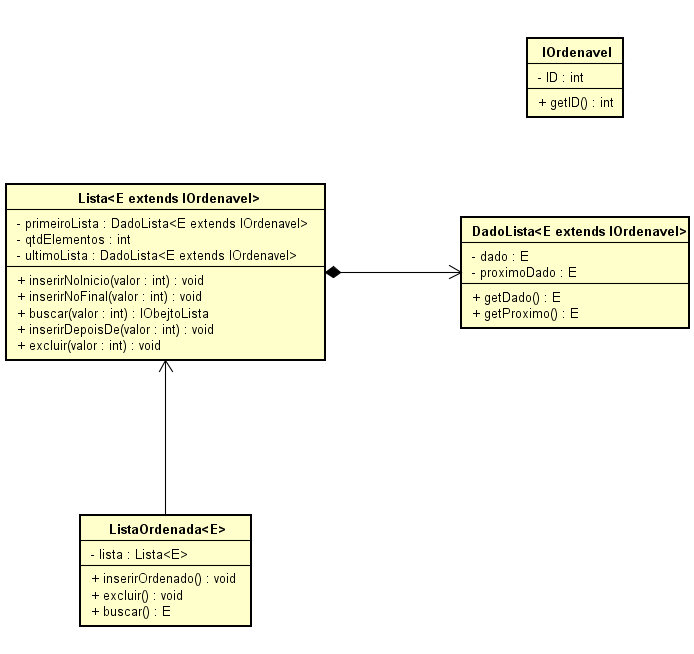 IOrdenavel
- ID : int
+ getID() : int
Lista<E extends IOrdenavel>
- primeiroLista : DadoLista<E extends IOrdenavel>
- qtdElementos : int
- ultimoLista : DadoLista<E extends IOrdenavel>
+ inserirNoInicio(valor : int) : void
+ inserirNoFinal(valor : int) : void
+ buscar(valor : int) : IObejtoLista
+ inserirDepoisDe(valor : int) : void
+ excluir(valor : int) : void
DadoLista<E extends IOrdenavel>
- dado : E
- proximoDado : E
+ getDado() : E
+ getProximo() : E
ListaOrdenada<E>
- lista : Lista<E>
+ inserirOrdenado() : void
+ excluir() : void
+ buscar() : E